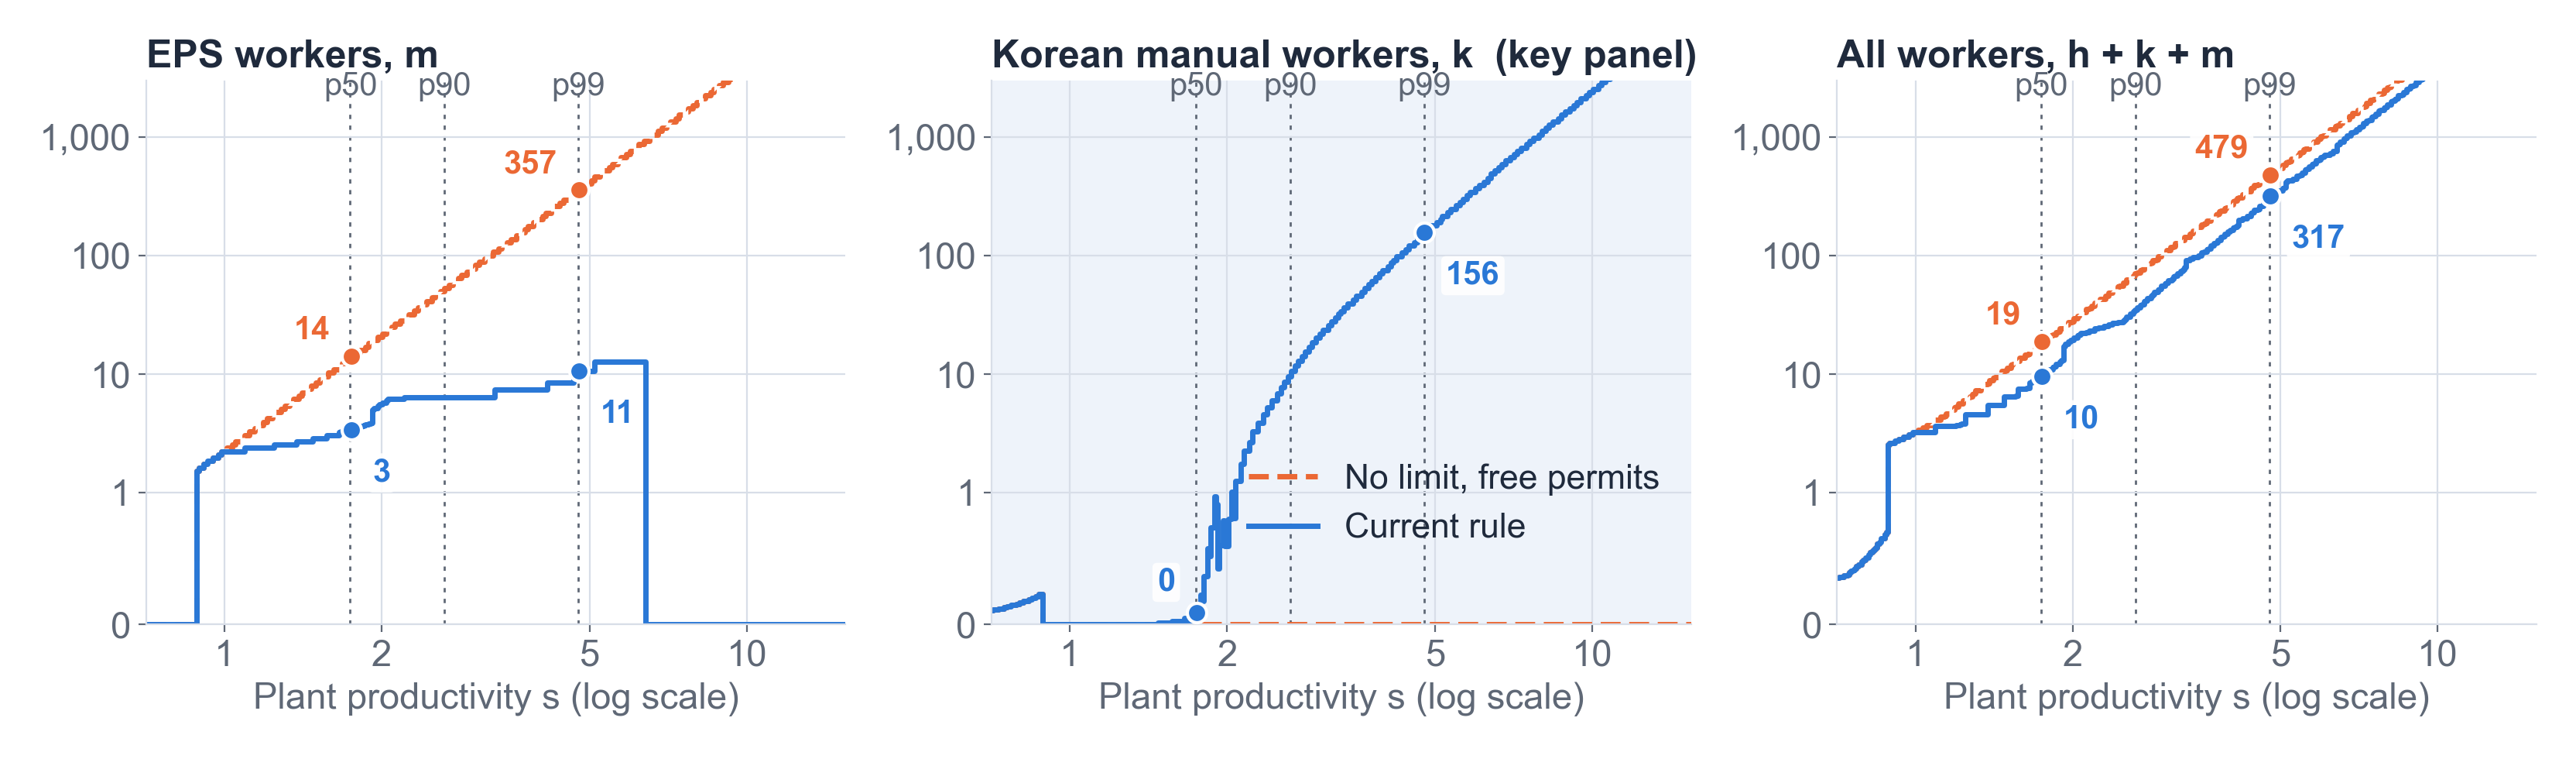 EPS workers, m
p50 p90 p99
1,000
100
10
1
0
357
14
3
11
1 2 5 10
Plant productivity s (log scale)
Korean manual workers, k (key panel)
p50 p90 p99
1,000
100
10
1
0
156
0
No limit, free permits
Current rule
1 2 5 10
Plant productivity s (log scale)
All workers, h + k + m
p50 p90 p99
1,000
100
10
1
0
479
317
19
10
1 2 5 10
Plant productivity s (log scale)